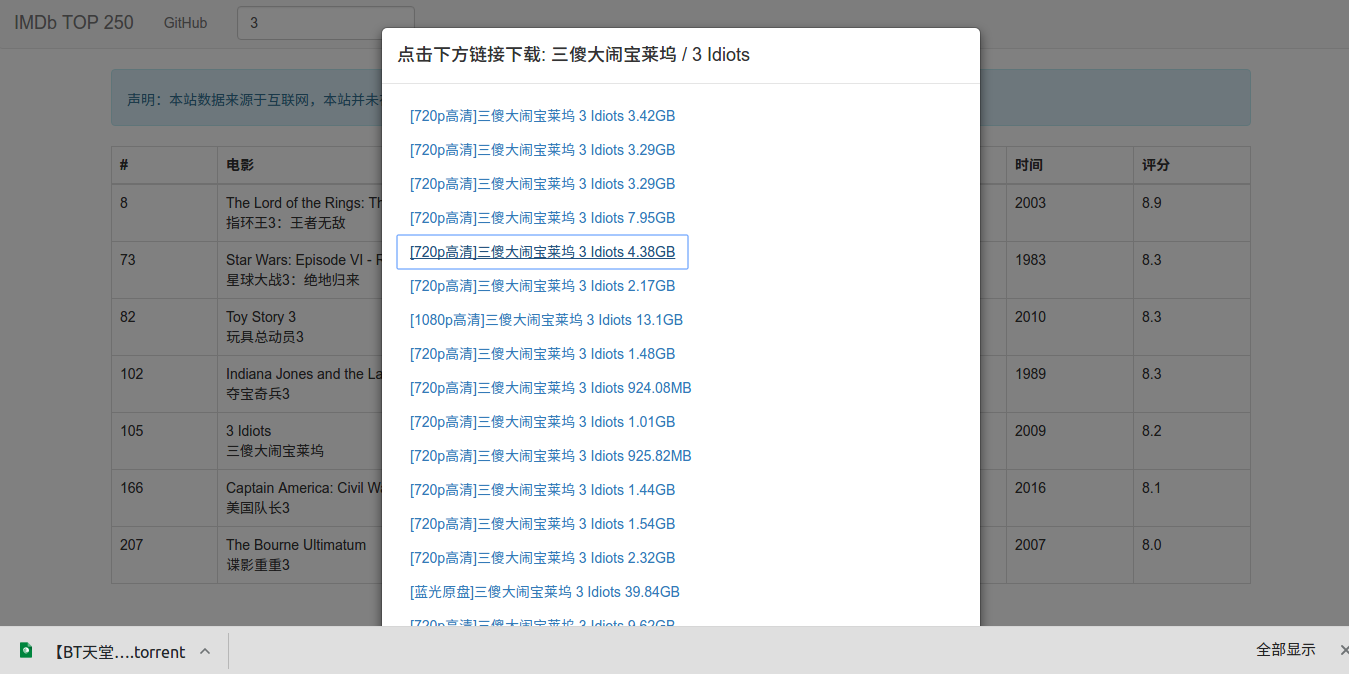 IMDb TOP 250 GitHub 3
点击下方链接下载: 三傻大闹宝莱坞 / 3 Idiots
声明：本站数据来源于互联网，本站并未
[720p高清]三傻大闹宝莱坞 3 Idiots 3.42GB
[720p高清]三傻大闹宝莱坞 3 Idiots 3.29GB
[720p高清]三傻大闹宝莱坞 3 Idiots 3.29GB
[720p高清]三傻大闹宝莱坞 3 Idiots 7.95GB
[720p高清]三傻大闹宝莱坞 3 Idiots 4.38GB
[720p高清]三傻大闹宝莱坞 3 Idiots 2.17GB
[1080p高清]三傻大闹宝莱坞 3 Idiots 13.1GB
[720p高清]三傻大闹宝莱坞 3 Idiots 1.48GB
[720p高清]三傻大闹宝莱坞 3 Idiots 924.08MB
[720p高清]三傻大闹宝莱坞 3 Idiots 1.01GB
[720p高清]三傻大闹宝莱坞 3 Idiots 925.82MB
[720p高清]三傻大闹宝莱坞 3 Idiots 1.44GB
[720p高清]三傻大闹宝莱坞 3 Idiots 1.54GB
[720p高清]三傻大闹宝莱坞 3 Idiots 2.32GB
[蓝光原盘]三傻大闹宝莱坞 3 Idiots 39.84GB
[720p高清]三傻大闹宝莱坞 3 Idiots 9.62GB
# 电影 时间 评分
8 The Lord of the Rings: Th 2003 8.9
指环王3：王者无敌
73 Star Wars: Episode VI - R 1983 8.3
星球大战3：绝地归来
82 Toy Story 3 2010 8.3
玩具总动员3
102 Indiana Jones and the La 1989 8.3
夺宝奇兵3
105 3 Idiots 2009 8.2
三傻大闹宝莱坞
166 Captain America: Civil Wa 2016 8.1
美国队长3
207 The Bourne Ultimatum 2007 8.0
谍影重重3
【BT天堂....torrent 全部显示